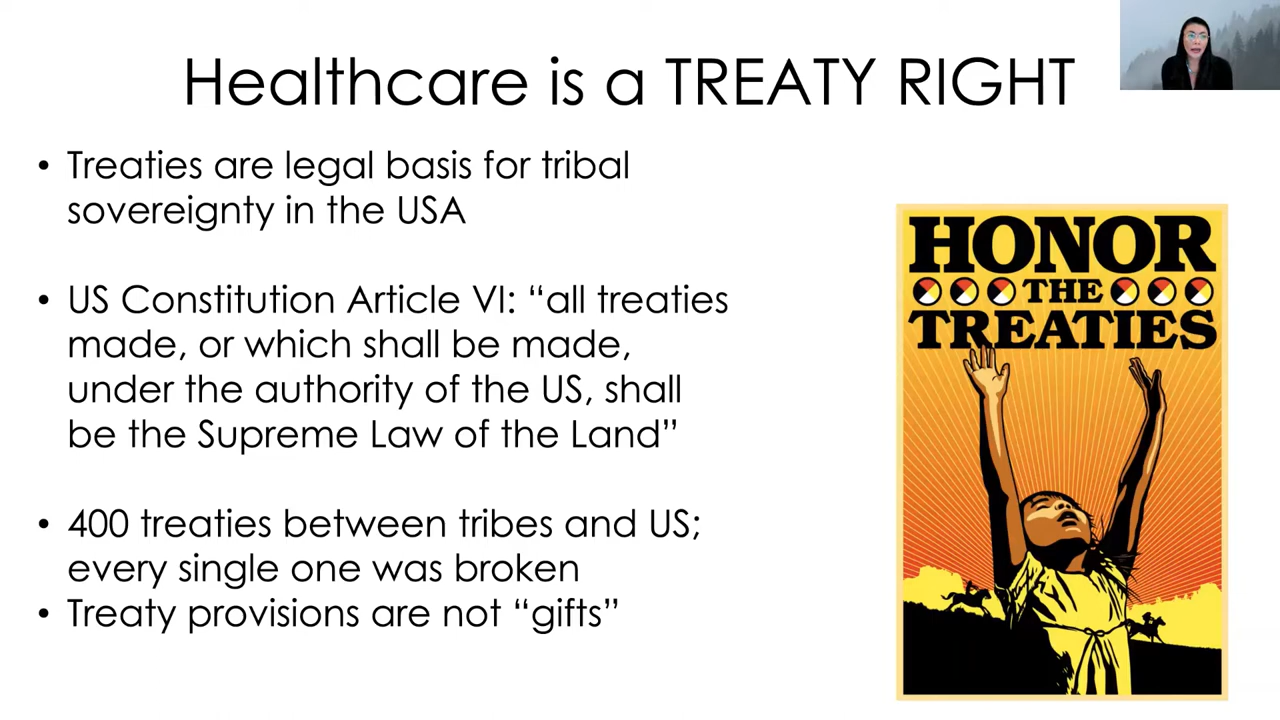 Healthcare is a TREATY RIGHT
• Treaties are legal basis for tribal
sovereignty in the USA
• US Constitution Article VI: “all treaties
made, or which shall be made,
under the authority of the US, shall
be the Supreme Law of the Land”
• 400 treaties between tribes and US;
every single one was broken
• Treaty provisions are not “gifts”
HONOR
THE
TREATIES